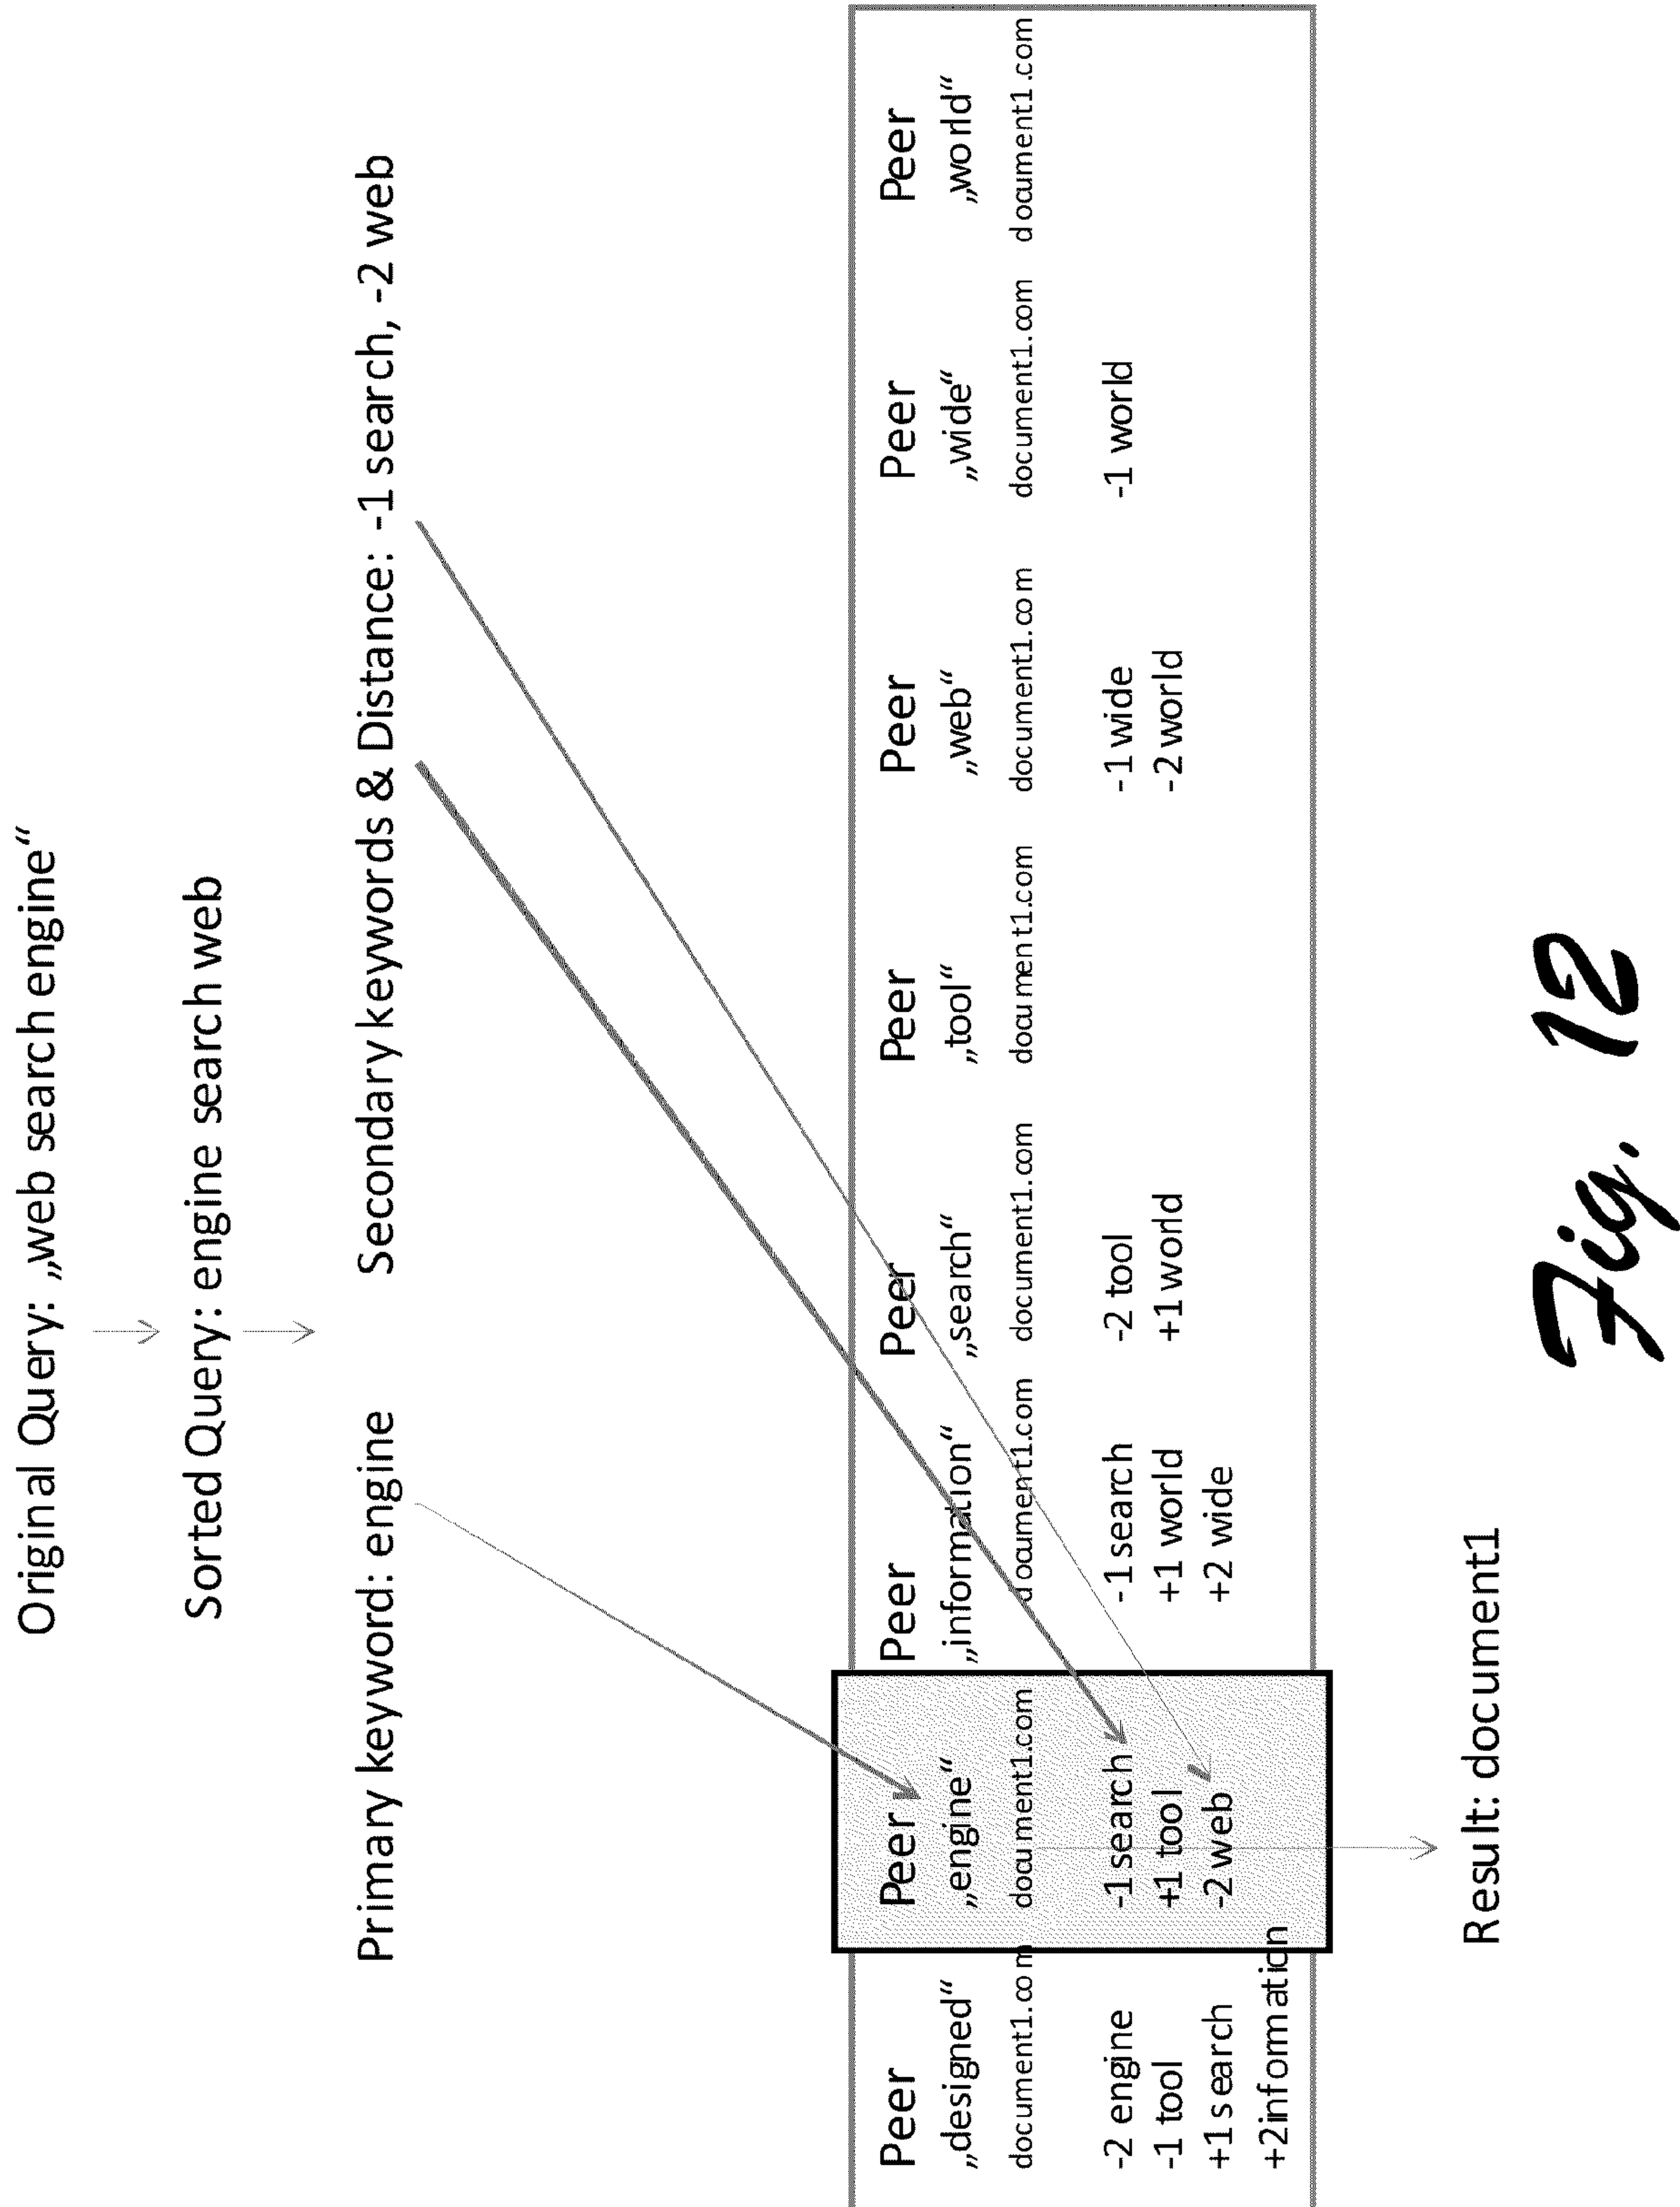 Original Query: „web search engine“
Sorted Query: engine search web
Primary keyword: engine
Secondary keywords & Distance: -1 search, -2 web
Peer
„designed“
document1.com
-2 engine
-1 tool
+1 search
+2 information
Peer
„engine“
document1.com
-1 search
+1 tool
-2 web
Peer
„information“
document1.com
-1 search
+1 world
+2 wide
Peer
„search“
document1.com
-2 tool
+1 world
Peer
„tool“
document1.com
Peer
„web“
document1.com
-1 wide
-2 world
Peer
„wide“
document1.com
-1 world
Peer
„world“
document1.com
Result: document1
Fig. 12